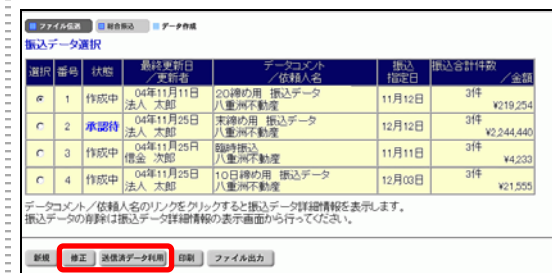 ファイル伝送 総合振込 データ作成
振込データ選択
選択 番号 状態 最終更新日／更新者 データコメント／依頼人名 振込指定日 振込合計件数／金額
1 作成中 04年11月11日 法人 太郎 20締め用 振込データ 八重洲不動産 11月12日 3件 ¥219,254
2 承認待 04年11月25日 法人 太郎 末締め用 振込データ 八重洲不動産 12月12日 3件 ¥2,244,440
3 作成中 04年11月25日 信金 次郎 臨時振込 八重洲不動産 11月11日 3件 ¥4,233
4 作成中 04年11月25日 法人 太郎 10日締め用 振込データ 八重洲不動産 12月03日 3件 ¥21,555
データコメント／依頼人名のリンクをクリックすると振込データ詳細情報を表示します。
振込データの削除は振込データ詳細情報の表示画面から行ってください。
新規 修正 送信済データ利用 印刷 ファイル出力